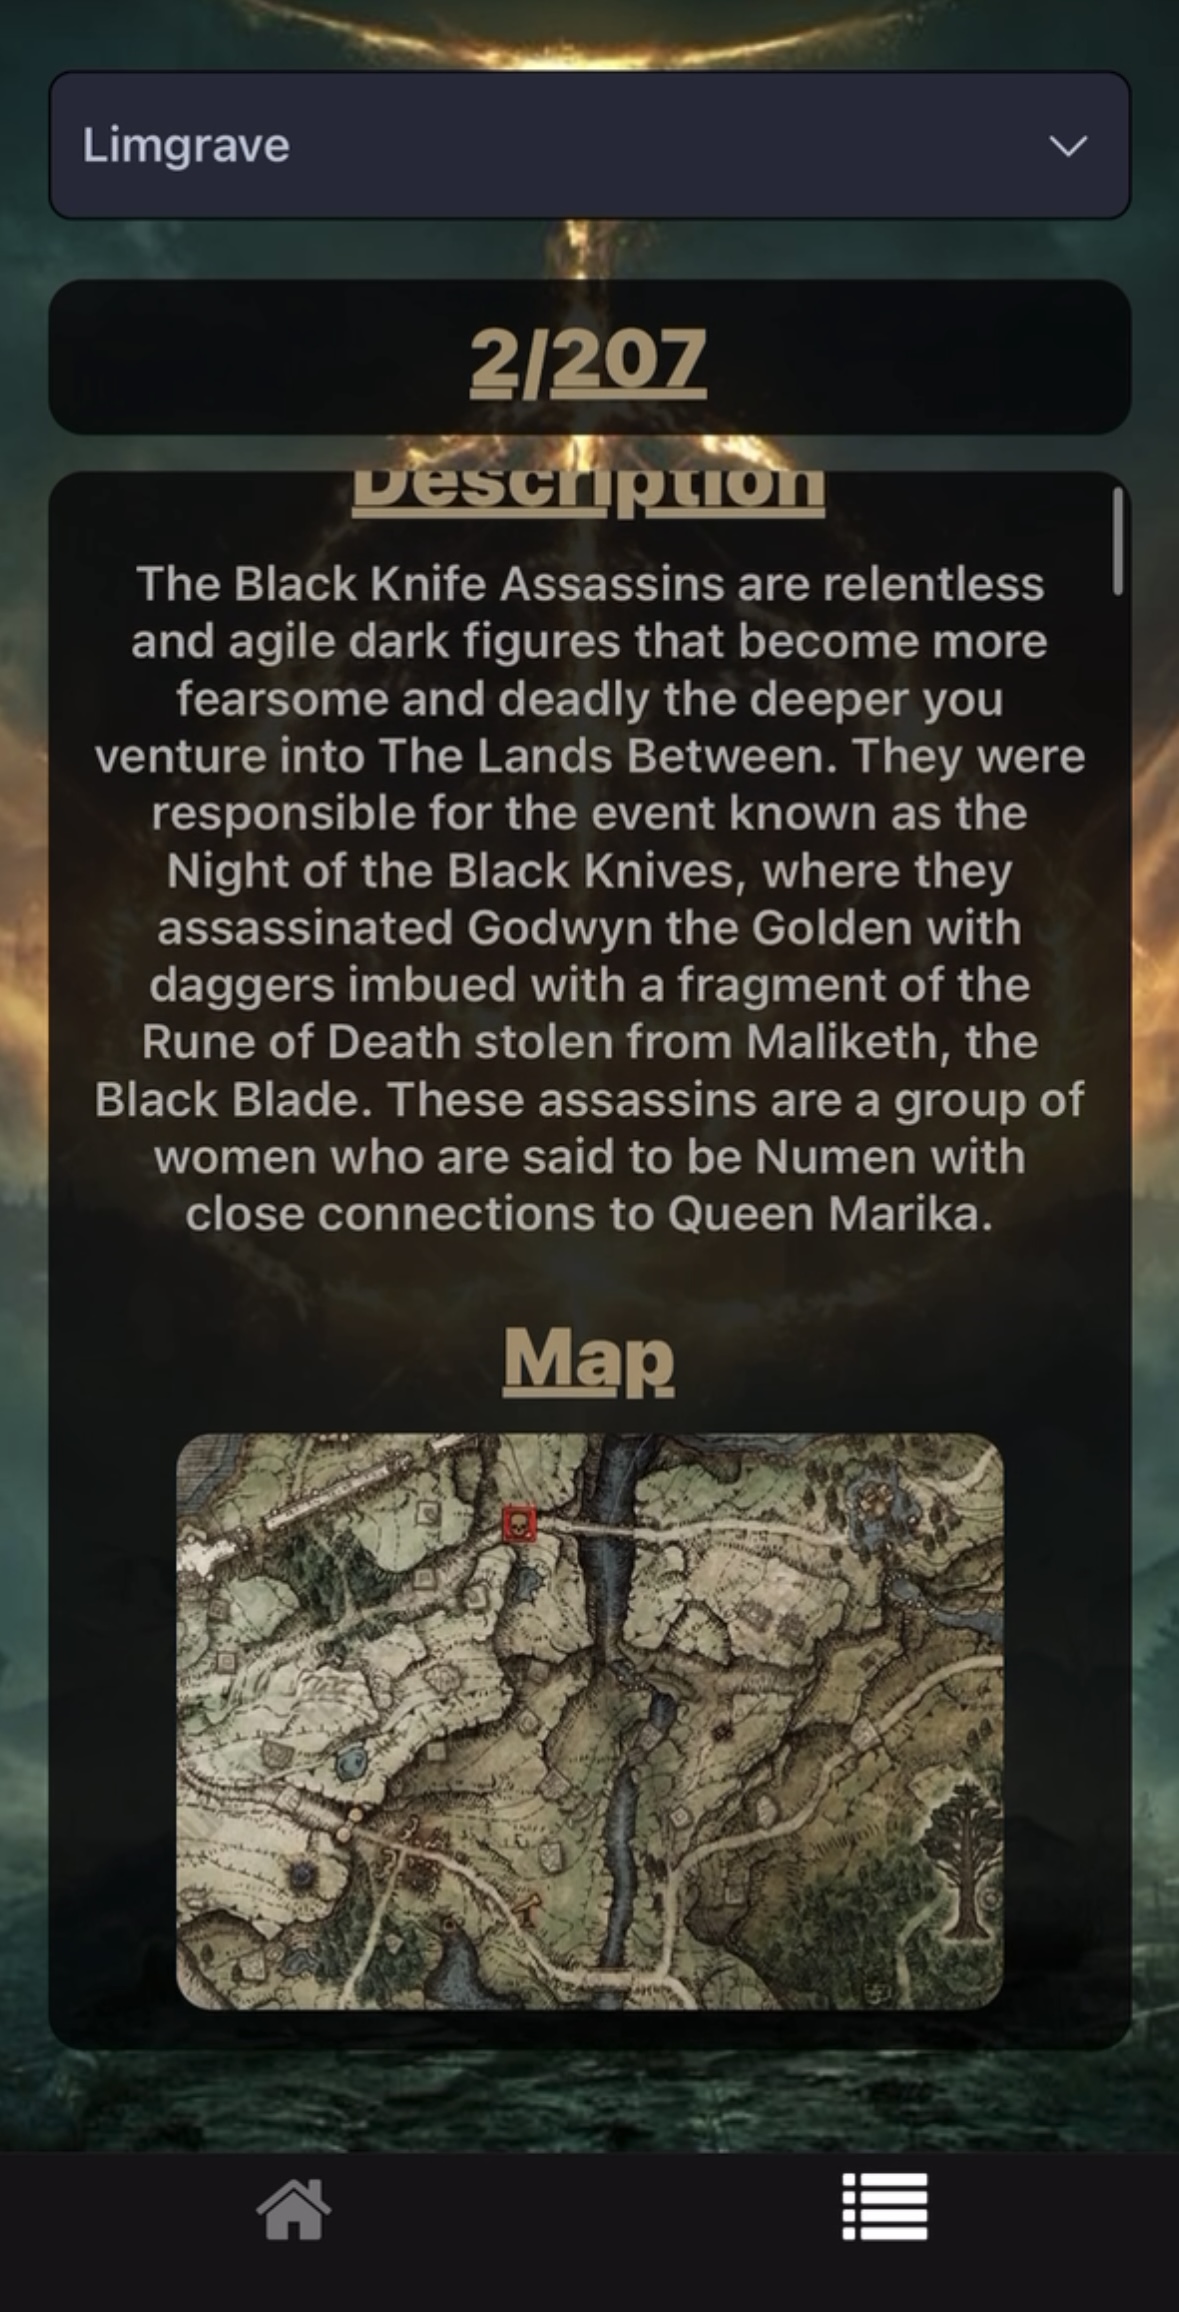 Limgrave
2/207
Description
The Black Knife Assassins are relentless
and agile dark figures that become more
fearsome and deadly the deeper you
venture into The Lands Between. They were
responsible for the event known as the
Night of the Black Knives, where they
assassinated Godwyn the Golden with
daggers imbued with a fragment of the
Rune of Death stolen from Maliketh, the
Black Blade. These assassins are a group of
women who are said to be Numen with
close connections to Queen Marika.
Map